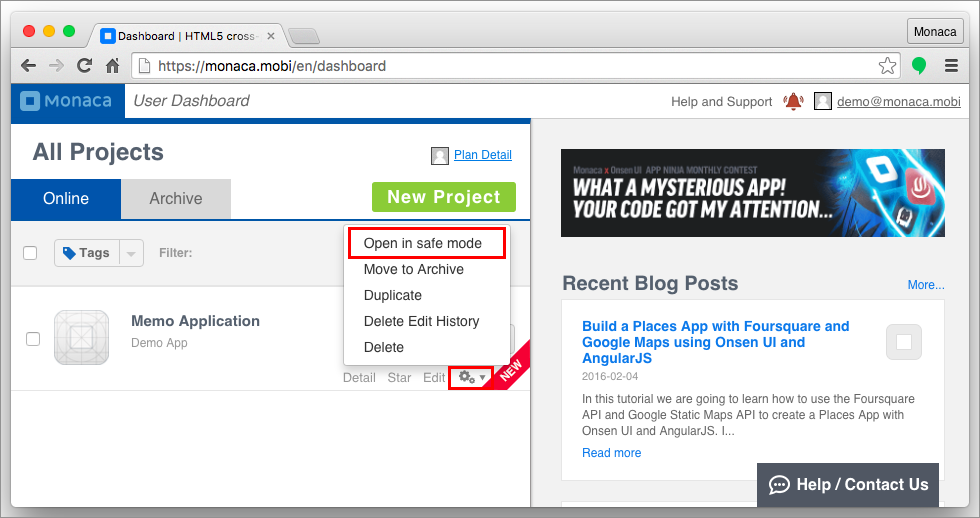 Dashboard | HTML5 cross-
Monaca
https://monaca.mobi/en/dashboard
Monaca
User Dashboard
Help and Support
demo@monaca.mobi
All Projects
Plan Detail
Online
Archive
New Project
Tags
Filter:
Open in safe mode
Move to Archive
Duplicate
Delete Edit History
Delete
Memo Application
Demo App
Detail
Star
Edit
NEW
Monaca x Onsen UI APP NINJA MONTHLY CONTEST
WHAT A MYSTERIOUS APP!
YOUR CODE GOT MY ATTENTION...
Recent Blog Posts
More...
Build a Places App with Foursquare and
Google Maps using Onsen UI and
AngularJS
2016-02-04
In this tutorial we are going to learn how to use the Foursquare
API and Google Static Maps API to create a Places App with
Onsen UI and AngularJS. I...
Read more
Help / Contact Us